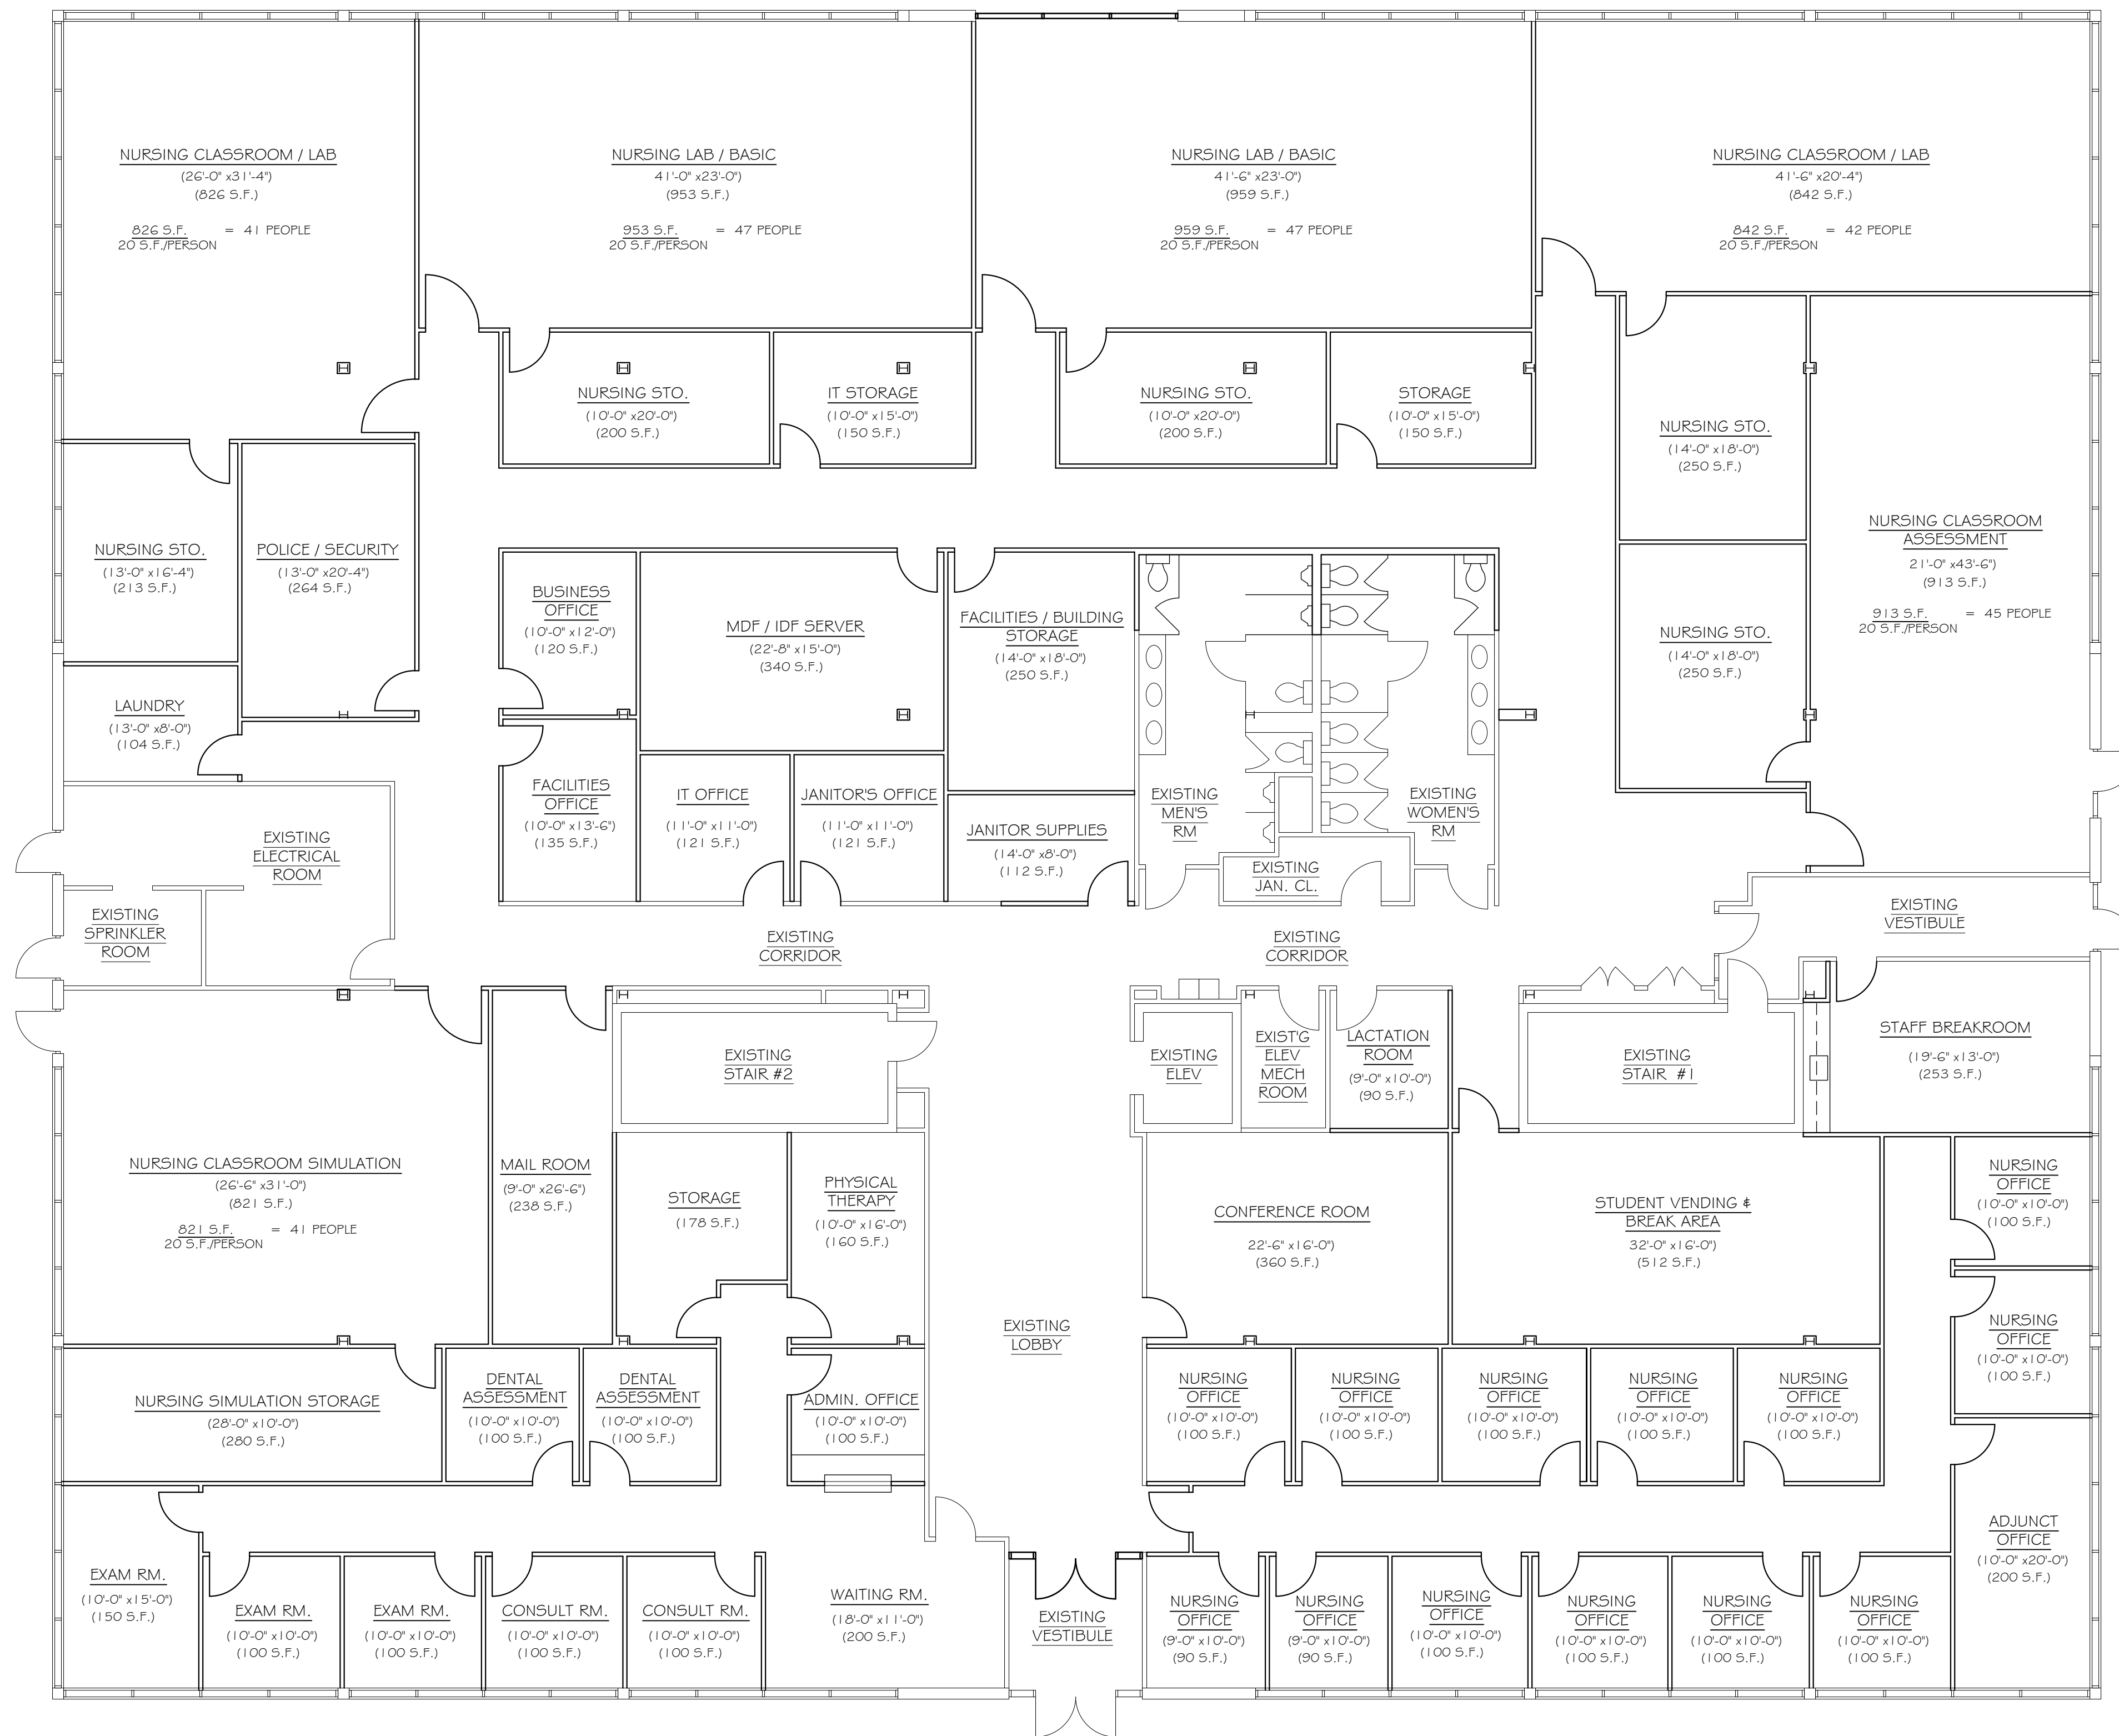 NURSING CLASSROOM / LAB
(26'-0" x31'-4")
(826 S.F.)
826 S.F. = 41 PEOPLE
20 S.F./PERSON
NURSING LAB / BASIC
41'-0" x23'-0")
(953 S.F.)
953 S.F. = 47 PEOPLE
20 S.F./PERSON
NURSING LAB / BASIC
41'-6" x23'-0")
(959 S.F.)
959 S.F. = 47 PEOPLE
20 S.F./PERSON
NURSING CLASSROOM / LAB
41'-6" x20'-4")
(842 S.F.)
842 S.F. = 42 PEOPLE
20 S.F./PERSON
NURSING STO.
(10'-0" x20'-0")
(200 S.F.)
IT STORAGE
(10'-0" x15'-0")
(150 S.F.)
NURSING STO.
(10'-0" x20'-0")
(200 S.F.)
STORAGE
(10'-0" x15'-0")
(150 S.F.)
NURSING STO.
(14'-0" x18'-0")
(250 S.F.)
NURSING CLASSROOM
ASSESSMENT
21'-0" x43'-6")
(913 S.F.)
913 S.F. = 45 PEOPLE
20 S.F./PERSON
NURSING STO.
(13'-0" x16'-4")
(213 S.F.)
POLICE / SECURITY
(13'-0" x20'-4")
(264 S.F.)
BUSINESS
OFFICE
(10'-0" x12'-0")
(120 S.F.)
MDF / IDF SERVER
(22'-8" x15'-0")
(340 S.F.)
FACILITIES / BUILDING
STORAGE
(14'-0" x18'-0")
(250 S.F.)
NURSING STO.
(14'-0" x18'-0")
(250 S.F.)
LAUNDRY
(13'-0" x8'-0")
(104 S.F.)
FACILITIES
OFFICE
(10'-0" x13'-6")
(135 S.F.)
IT OFFICE
(11'-0" x11'-0")
(121 S.F.)
JANITOR'S OFFICE
(11'-0" x11'-0")
(121 S.F.)
JANITOR SUPPLIES
(14'-0" x8'-0")
(112 S.F.)
EXISTING
MEN'S
RM
EXISTING
WOMEN'S
RM
EXISTING
JAN. CL.
EXISTING
ELECTRICAL
ROOM
EXISTING
SPRINKLER
ROOM
EXISTING
CORRIDOR
EXISTING
CORRIDOR
EXISTING
VESTIBULE
EXISTING
STAIR #2
EXISTING
ELEV
EXIST'G
ELEV
MECH
ROOM
LACTATION
ROOM
(9'-0" x10'-0")
(90 S.F.)
EXISTING
STAIR #1
STAFF BREAKROOM
(19'-6" x13'-0")
(253 S.F.)
NURSING CLASSROOM SIMULATION
(26'-6" x31'-0")
(821 S.F.)
821 S.F. = 41 PEOPLE
20 S.F./PERSON
MAIL ROOM
(9'-0" x26'-6")
(238 S.F.)
STORAGE
(178 S.F.)
PHYSICAL
THERAPY
(10'-0" x16'-0")
(160 S.F.)
CONFERENCE ROOM
22'-6" x16'-0")
(360 S.F.)
STUDENT VENDING &
BREAK AREA
32'-0" x16'-0")
(512 S.F.)
NURSING
OFFICE
(10'-0" x10'-0")
(100 S.F.)
NURSING
OFFICE
(10'-0" x10'-0")
(100 S.F.)
EXISTING
LOBBY
NURSING SIMULATION STORAGE
(28'-0" x10'-0")
(280 S.F.)
DENTAL
ASSESSMENT
(10'-0" x10'-0")
(100 S.F.)
DENTAL
ASSESSMENT
(10'-0" x10'-0")
(100 S.F.)
ADMIN. OFFICE
(10'-0" x10'-0")
(100 S.F.)
NURSING
OFFICE
(10'-0" x10'-0")
(100 S.F.)
NURSING
OFFICE
(10'-0" x10'-0")
(100 S.F.)
NURSING
OFFICE
(10'-0" x10'-0")
(100 S.F.)
NURSING
OFFICE
(10'-0" x10'-0")
(100 S.F.)
NURSING
OFFICE
(10'-0" x10'-0")
(100 S.F.)
ADJUNCT
OFFICE
(10'-0" x20'-0")
(200 S.F.)
EXAM RM.
(10'-0" x15'-0")
(150 S.F.)
EXAM RM.
(10'-0" x10'-0")
(100 S.F.)
EXAM RM.
(10'-0" x10'-0")
(100 S.F.)
CONSULT RM.
(10'-0" x10'-0")
(100 S.F.)
CONSULT RM.
(10'-0" x10'-0")
(100 S.F.)
WAITING RM.
(18'-0" x11'-0")
(200 S.F.)
EXISTING
VESTIBULE
NURSING
OFFICE
(9'-0" x10'-0")
(90 S.F.)
NURSING
OFFICE
(9'-0" x10'-0")
(90 S.F.)
NURSING
OFFICE
(10'-0" x10'-0")
(100 S.F.)
NURSING
OFFICE
(10'-0" x10'-0")
(100 S.F.)
NURSING
OFFICE
(10'-0" x10'-0")
(100 S.F.)
NURSING
OFFICE
(10'-0" x10'-0")
(100 S.F.)